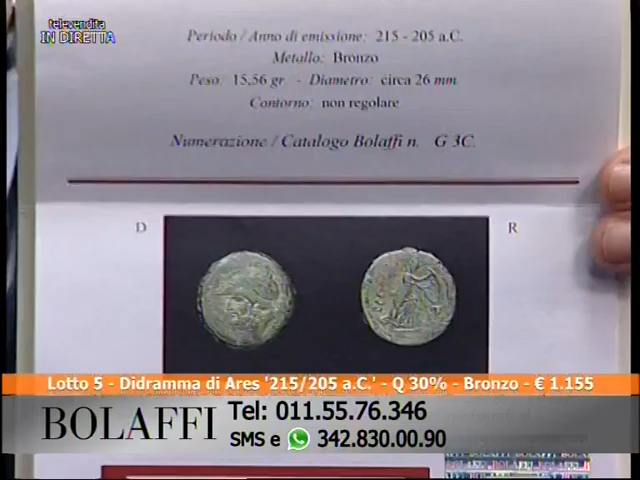 televendita
IN DIRETTA
Periodo / Anno di emissione: 215 - 205 a.C.
Metallo: Bronzo
Peso: 15,56 gr. - Diametro: circa 26 mm.
Contorno: non regolare
Numerazione / Catalogo Bolaffi n. G 3C.
D
R
Lotto 5 - Didramma di Ares '215/205 a.C.' - Q 30% - Bronzo - € 1.155
BOLAFFI
Tel: 011.55.76.346
SMS e 342.830.00.90